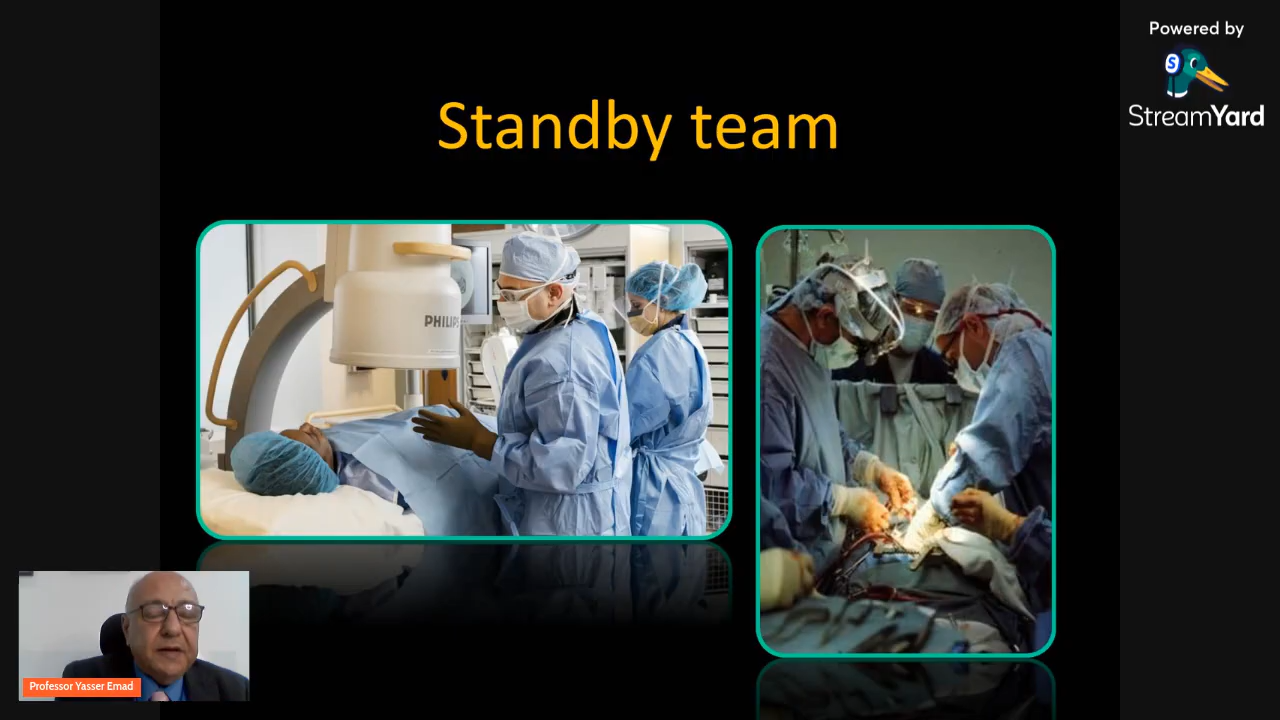 Powered by
S
StreamYard
Standby team
PHILIPS
Professor Yasser Emad